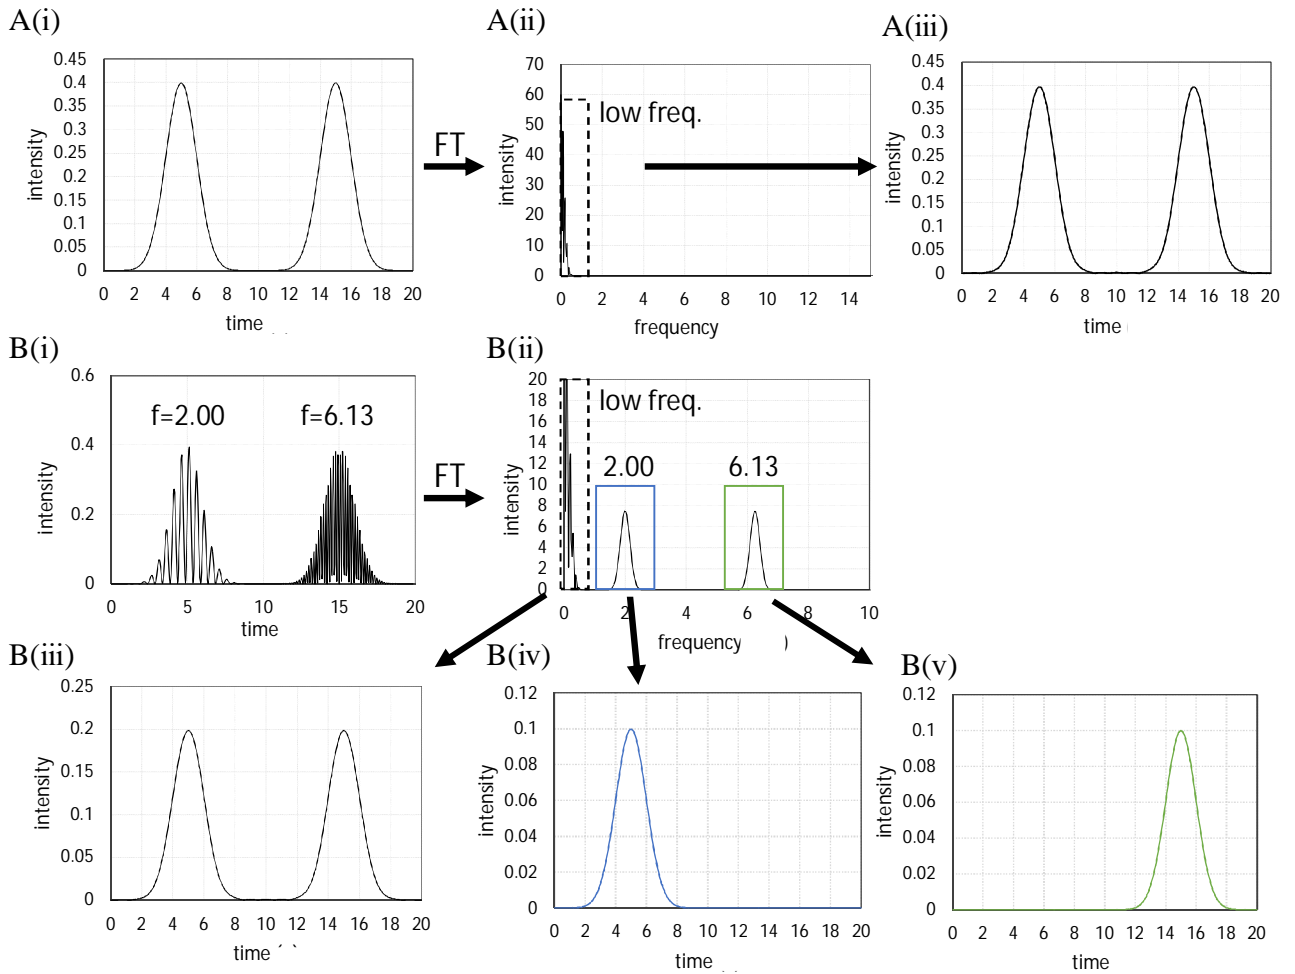 A(i)
0.45
0.4
0.35
0.3
0.25
0.2
0.15
0.1
0.05
0
intensity
0 2 4 6 8 10 12 14 16 18 20
time
FT
A(ii)
70
60
50
40
30
20
10
0
intensity
low freq.
0 2 4 6 8 10 12 14
frequency
A(iii)
0.45
0.4
0.35
0.3
0.25
0.2
0.15
0.1
0.05
0
intensity
0 2 4 6 8 10 12 14 16 18 20
time
B(i)
0.6
0.4
0.2
0
intensity
f=2.00 f=6.13
0 5 10 15 20
time
FT
B(ii)
20
18
16
14
12
10
8
6
4
2
0
intensity
low freq.
2.00 6.13
0 2 4 6 8 10
frequency )
B(iii)
0.25
0.2
0.15
0.1
0.05
0
intensity
0 2 4 6 8 10 12 14 16 18 20
time
B(iv)
0.12
0.1
0.08
0.06
0.04
0.02
0
intensity
0 2 4 6 8 10 12 14 16 18 20
time
B(v)
0.12
0.1
0.08
0.06
0.04
0.02
0
intensity
0 2 4 6 8 10 12 14 16 18 20
time